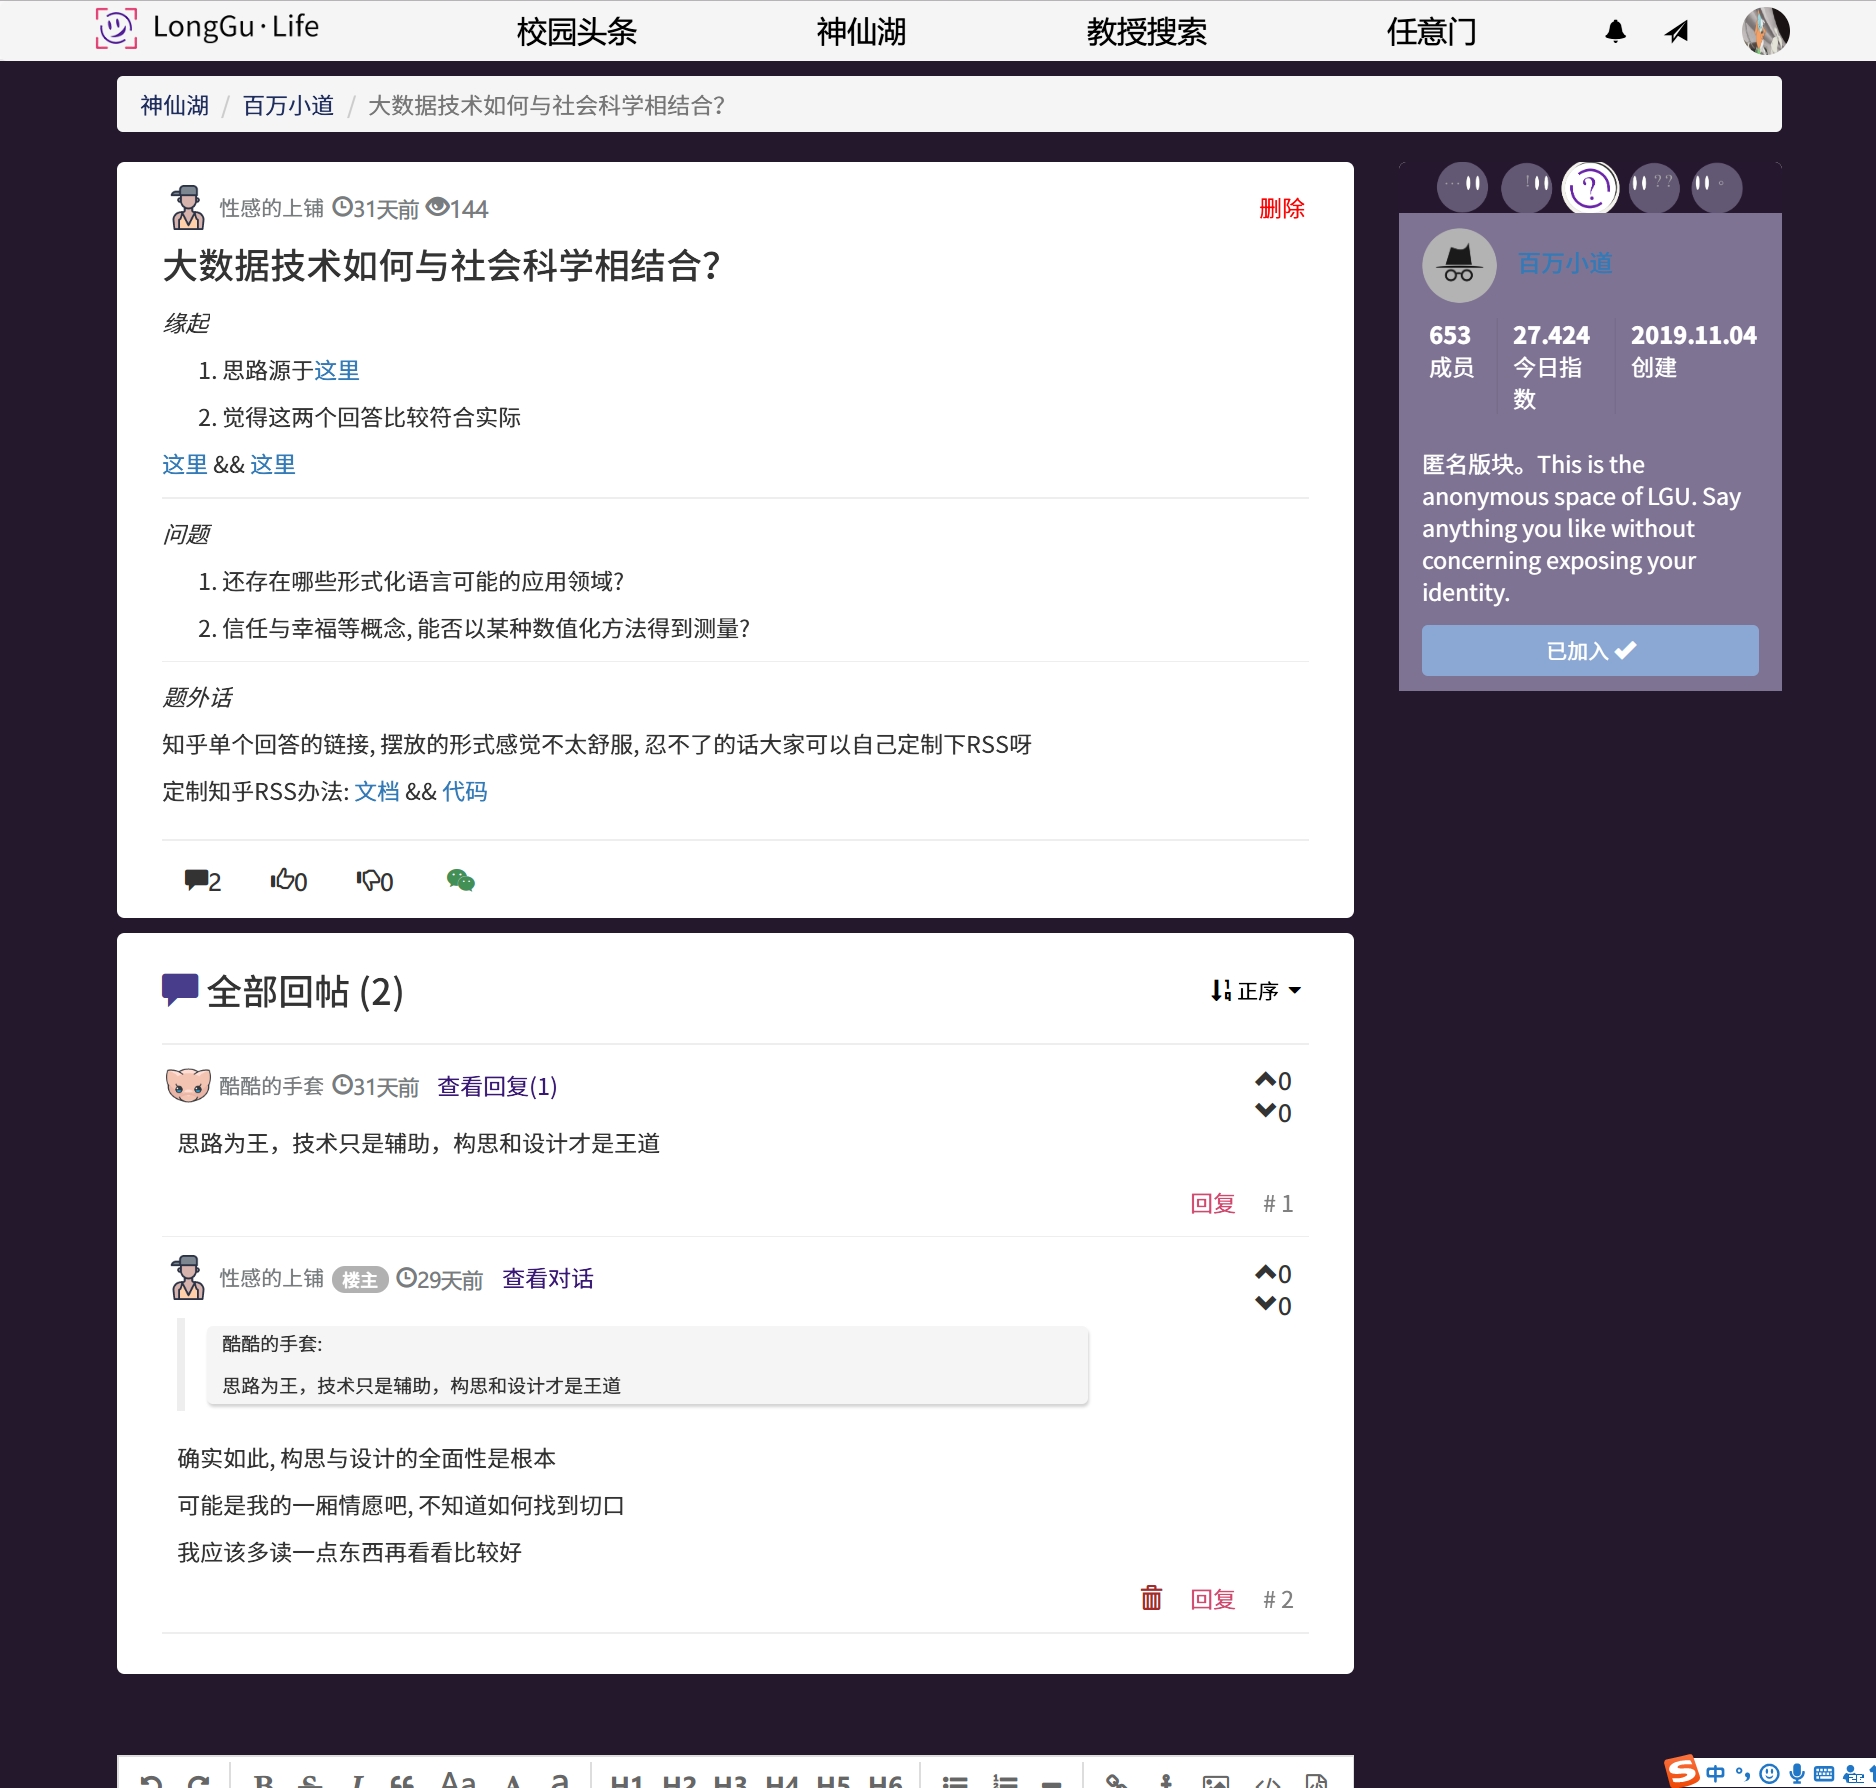 LongGu·Life 校园头条 神仙湖 教授搜索 任意门
神仙湖 / 百万小道 / 大数据技术如何与社会科学相结合?
性感的上铺 31天前 144 删除
大数据技术如何与社会科学相结合?
缘起
1. 思路源于这里
2. 觉得这两个回答比较符合实际
这里 && 这里
问题
1. 还存在哪些形式化语言可能的应用领域?
2. 信任与幸福等概念, 能否以某种数值化方法得到测量?
题外话
知乎单个回答的链接, 摆放的形式感觉不太舒服, 忍不了的话大家可以自己定制下RSS呀
定制知乎RSS办法: 文档 && 代码
2 0 0
百万小道
653 27.424 2019.11.04
成员 今日指 创建
数
匿名版块。This is the
anonymous space of LGU. Say
anything you like without
concerning exposing your
identity.
已加入
全部回帖 (2) 正序
酷酷的手套 31天前 查看回复(1) 0
0
思路为王，技术只是辅助，构思和设计才是王道
回复 # 1
性感的上铺 楼主 29天前 查看对话 0
0
酷酷的手套:
思路为王，技术只是辅助，构思和设计才是王道
确实如此, 构思与设计的全面性是根本
可能是我的一厢情愿吧, 不知道如何找到切口
我应该多读一点东西再看看比较好
回复 # 2
B S I Aa A a H1 H2 H3 H4 H5 H6
S 中